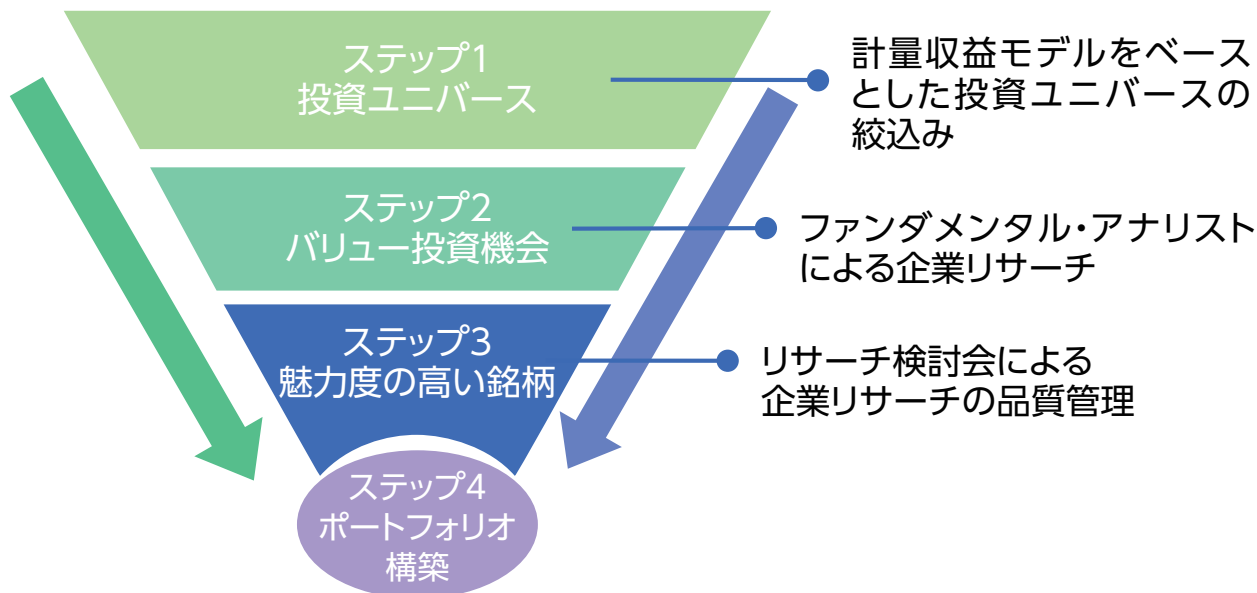 ステップ1
投資ユニバース
計量収益モデルをベース
とした投資ユニバースの
絞込み
ステップ2
バリュー投資機会
ファンダメンタル・アナリスト
による企業リサーチ
ステップ3
魅力度の高い銘柄
リサーチ検討会による
企業リサーチの品質管理
ステップ4
ポートフォリオ
構築